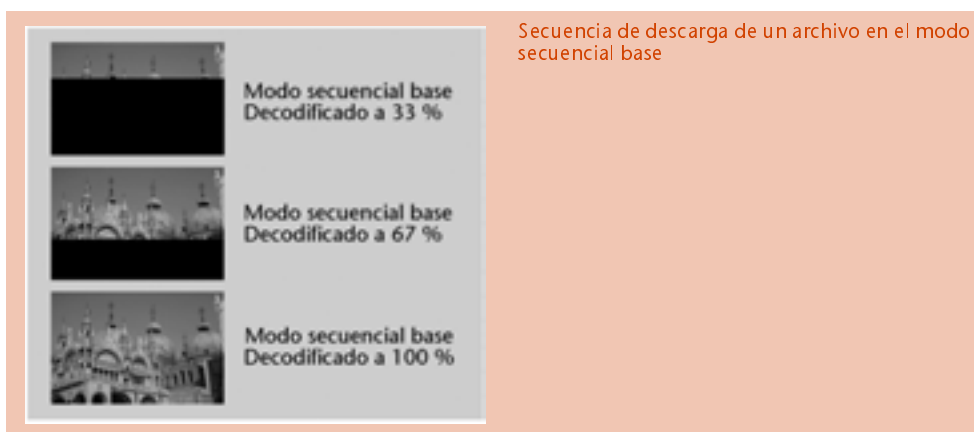 Secuencia de descarga de un archivo en el modo
secuencial base
Modo secuencial base
Decodificado a 33 %
Modo secuencial base
Decodificado a 67 %
Modo secuencial base
Decodificado a 100 %